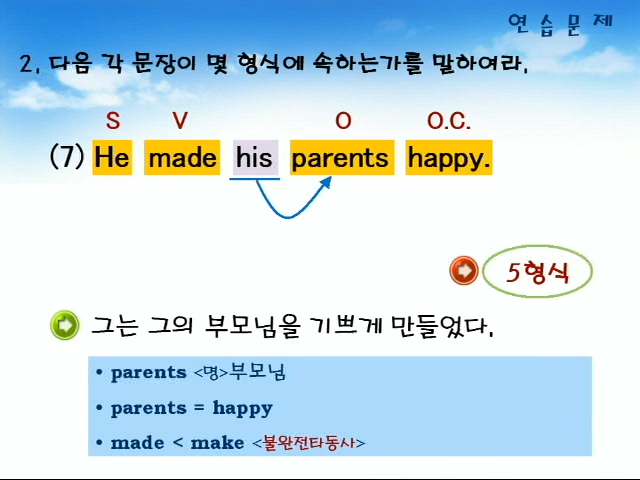 연 습 문 제
2. 다음 각 문장이 몇 형식에 속하는가를 말하여라.
S V O O.C.
(7) He made his parents happy.
5형식
그는 그의 부모님을 기쁘게 만들었다.
• parents <명>부모님
• parents = happy
• made < make <불완전타동사>